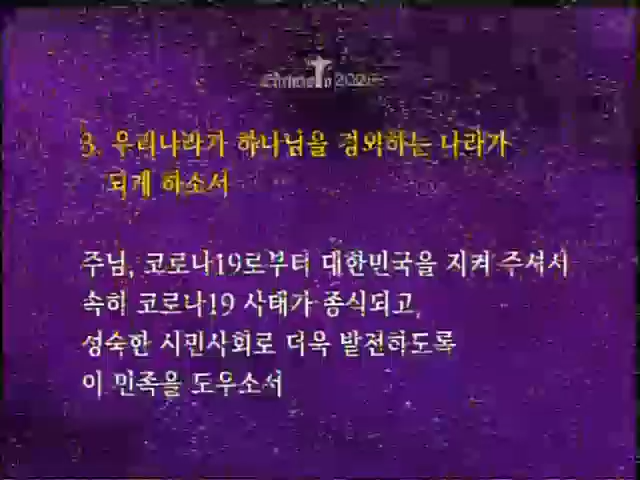 3. 우리나라가 하나님을 경외하는 나라가
되게 하소서
주님, 코로나19로부터 대한민국을 지켜 주셔서
속히 코로나19 사태가 종식되고,
성숙한 시민사회로 더욱 발전하도록
이 민족을 도우소서